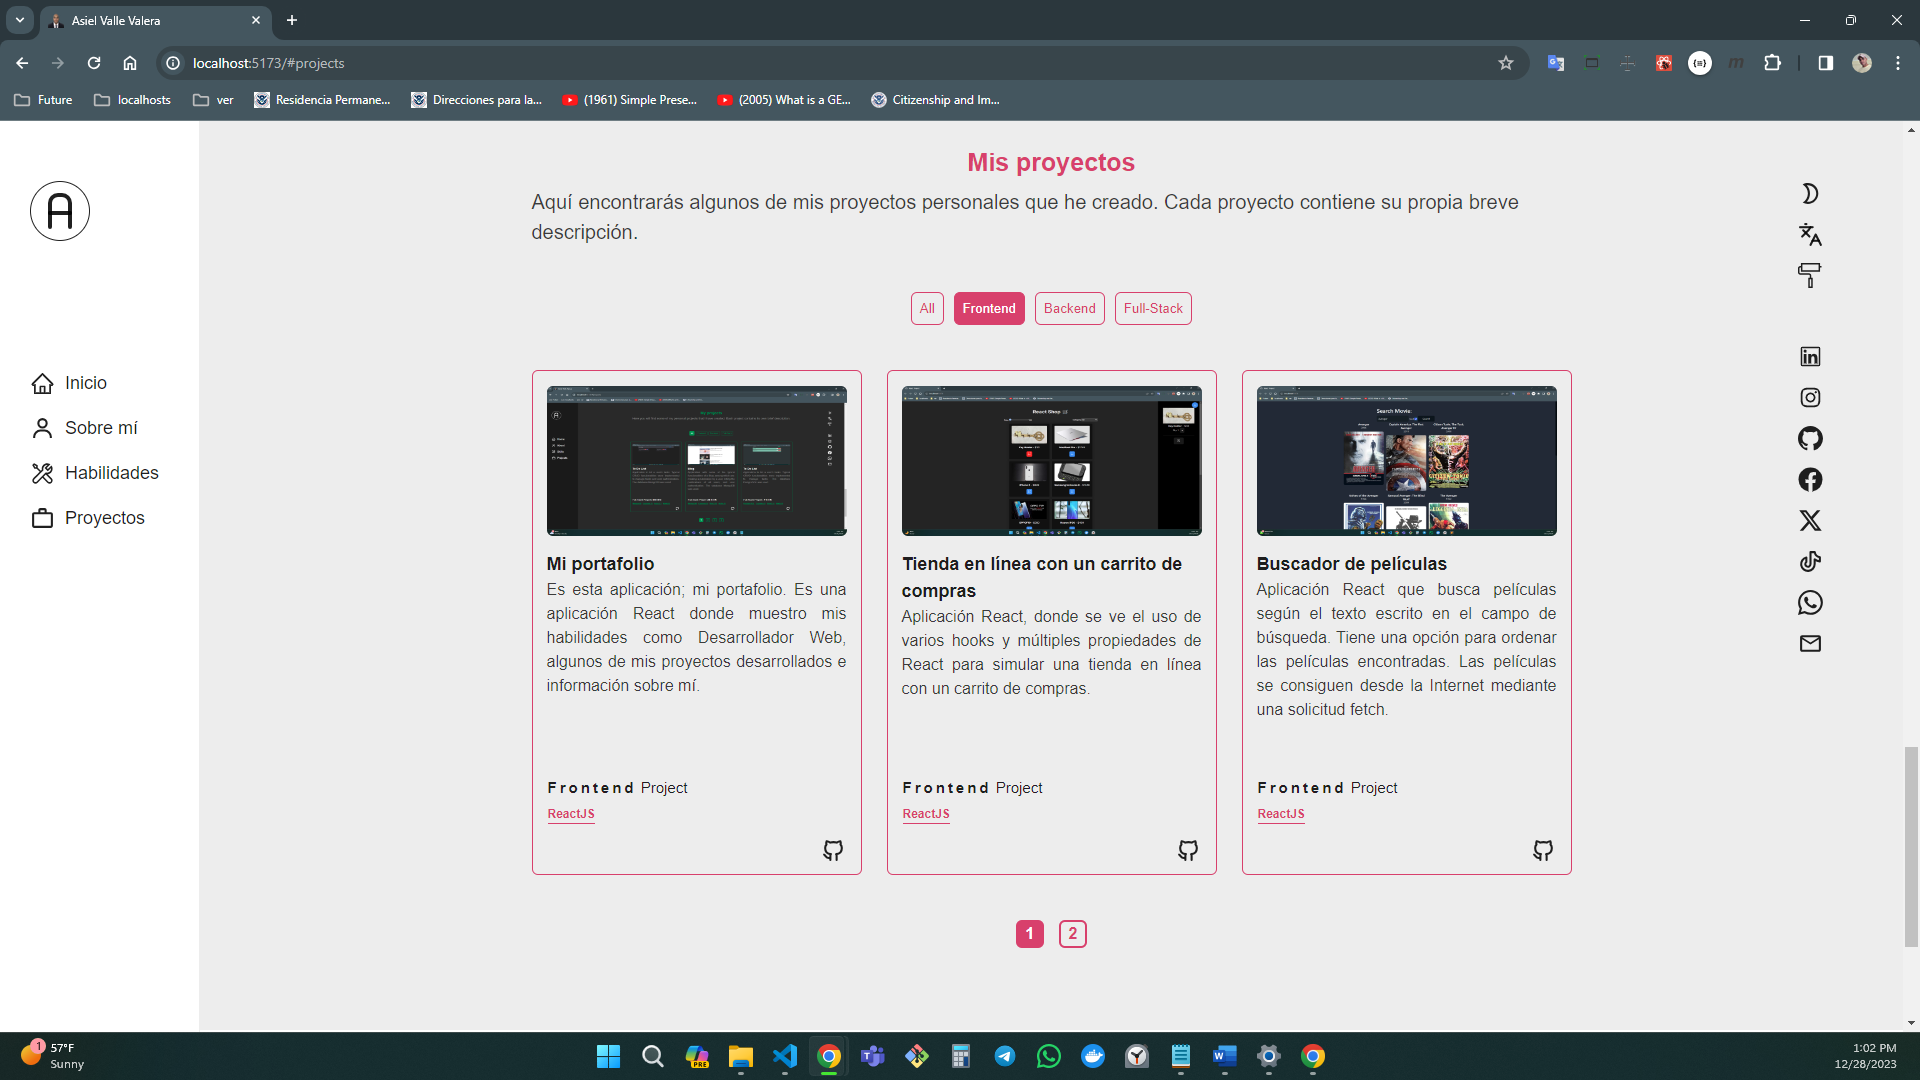 Asiel Valle Valera
localhost:5173/#projects
Future
localhosts
ver
Residencia Permane...
Direcciones para la...
(1961) Simple Prese...
(2005) What is a GE...
Citizenship and Im...
A
Inicio
Sobre mí
Habilidades
Proyectos
Mis proyectos
Aquí encontrarás algunos de mis proyectos personales que he creado. Cada proyecto contiene su propia breve
descripción.
All
Frontend
Backend
Full-Stack
Mi portafolio
Es esta aplicación; mi portafolio. Es una
aplicación React donde muestro mis
habilidades como Desarrollador Web,
algunos de mis proyectos desarrollados e
información sobre mí.
Frontend Project
ReactJS
React Shop
Tienda en línea con un carrito de
compras
Aplicación React, donde se ve el uso de
varios hooks y múltiples propiedades de
React para simular una tienda en línea
con un carrito de compras.
Frontend Project
ReactJS
Search Movie:
Buscador de películas
Aplicación React que busca películas
según el texto escrito en el campo de
búsqueda. Tiene una opción para ordenar
las películas encontradas. Las películas
se consiguen desde la Internet mediante
una solicitud fetch.
Frontend Project
ReactJS
1
2
1
57°F
Sunny
PRE
1:02 PM
12/28/2023